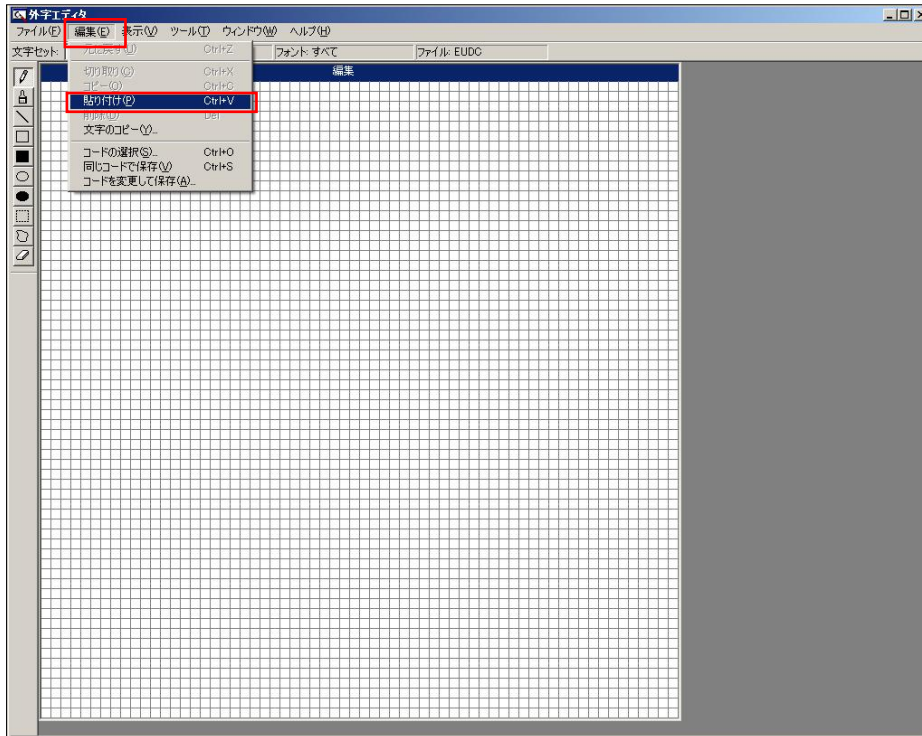 外字エディタ
ファイル(F) 編集(E) 表示(V) ツール(T) ウィンドウ(W) ヘルプ(H)
文字セット: フォント: すべて ファイル: EUDC
元に戻す(U) Ctrl+Z
編集
切り取り(C) Ctrl+X
コピー(O) Ctrl+C
貼り付け(P) Ctrl+V
削除(D) Del
文字のコピー(Y)...
コードの選択(S)... Ctrl+O
同じコードで保存(V) Ctrl+S
コードを変更して保存(A)...